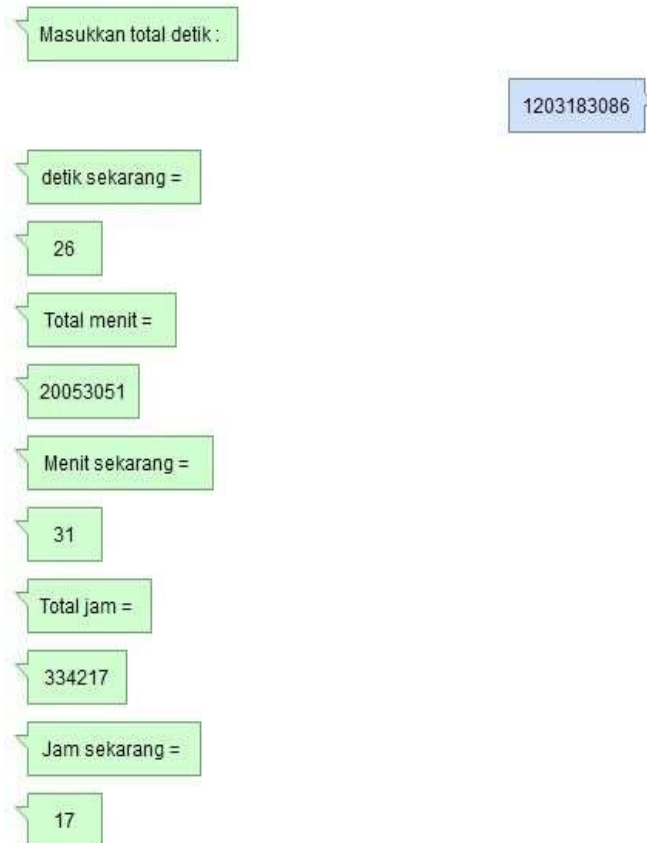 Masukkan total detik :
1203183086
detik sekarang =
26
Total menit =
20053051
Menit sekarang =
31
Total jam =
334217
Jam sekarang =
17